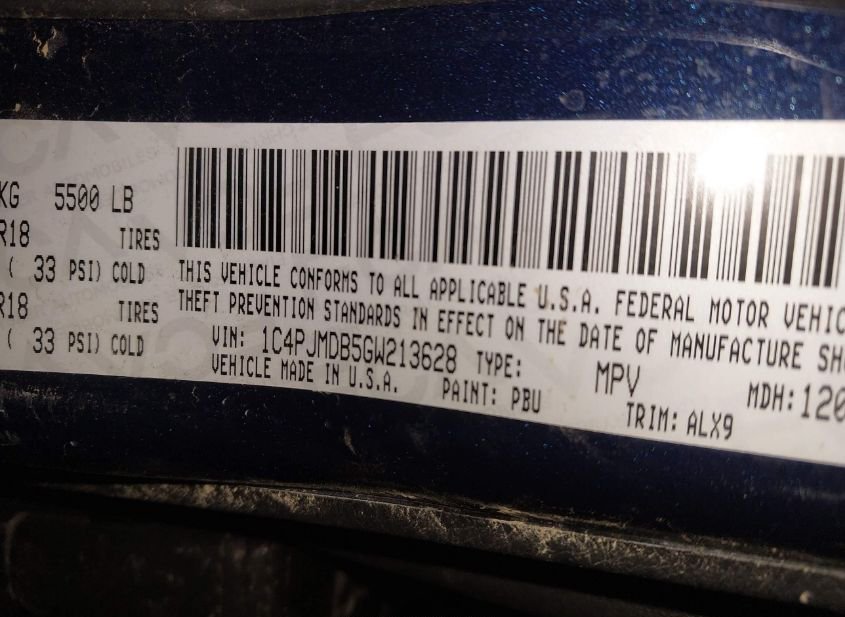 KG 5500 LB
R18 TIRES
( 33 PSI) COLD
R18 TIRES
( 33 PSI) COLD
THIS VEHICLE CONFORMS TO ALL APPLICABLE U.S.A. FEDERAL MOTOR VEHIC
THEFT PREVENTION STANDARDS IN EFFECT ON THE DATE OF MANUFACTURE SH
VIN: 1C4PJMDB5GW213628 TYPE: MPV MDH: 120
VEHICLE MADE IN U.S.A. PAINT: PBU TRIM: ALX9